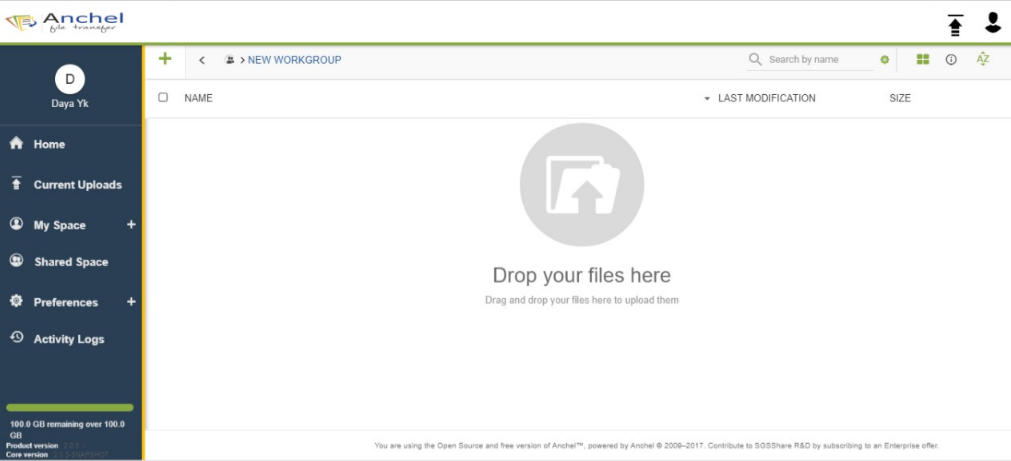 Anchel
file transfer
D
Daya Yk
Home
Current Uploads
My Space +
Shared Space
Preferences +
Activity Logs
100.0 GB remaining over 100.0
GB
Product version
Core version
+ < > NEW WORKGROUP
Search by name
AZ
NAME
LAST MODIFICATION
SIZE
Drop your files here
Drag and drop your files here to upload them
You are using the Open Source and free version of Anchel™, powered by Anchel © 2009–2017. Contribute to SGSShare R&D by subscribing to an Enterprise offer.